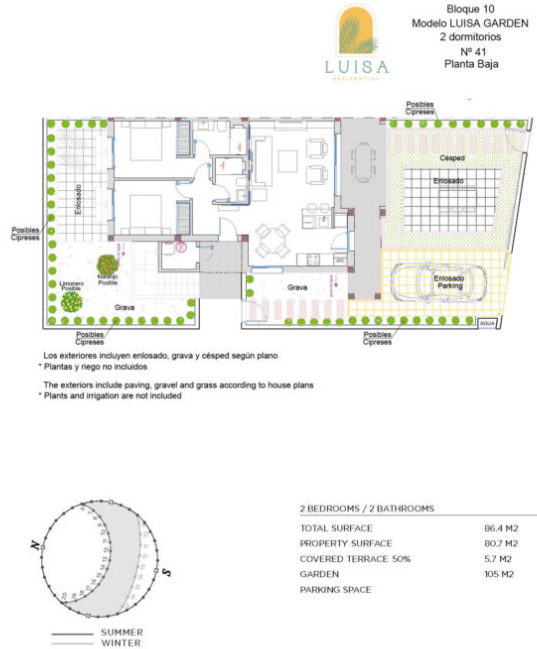 Bloque 10
Modelo LUISA GARDEN
2 dormitorios
Nº 41
Planta Baja
LUISA
RESIDENTIAL
Posibles
Cipreses
Césped
Enlosado
Enlosado
Posibles
Cipreses
Naranjo
Posible
Limonero
Posible
Grava
Grava
Enlosado
Parking
AGUA
Posibles
Cipreses
Posibles
Cipreses
Los exteriores incluyen enlosado, grava y césped según plano
* Plantas y riego no incluidos
The exteriors include paving, gravel and grass according to house plans
* Plants and irrigation are not included
N
S
SUMMER
WINTER
2 BEDROOMS / 2 BATHROOMS
TOTAL SURFACE 86.4 M2
PROPERTY SURFACE 80.7 M2
COVERED TERRACE 50% 5.7 M2
GARDEN 105 M2
PARKING SPACE